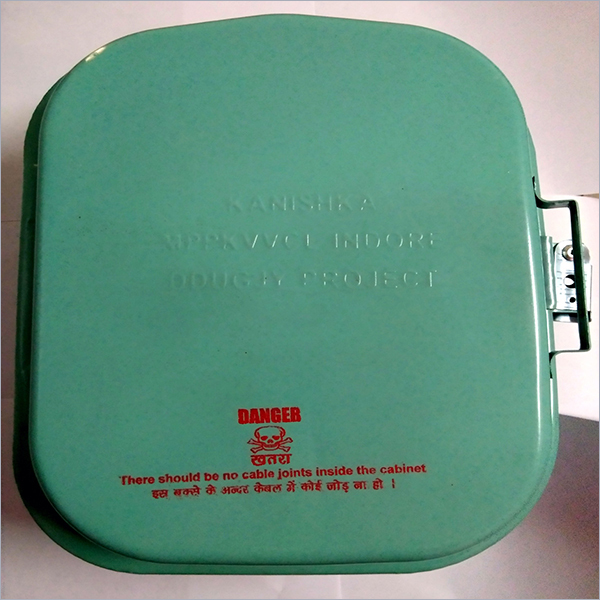 KANISHKA
MPPKVVCL INDORE
DDUGJY PROJECT
DANGER
खतरा
There should be no cable joints inside the cabinet
इस बक्से के अन्दर केबल में कोई जोड़ ना हो ।